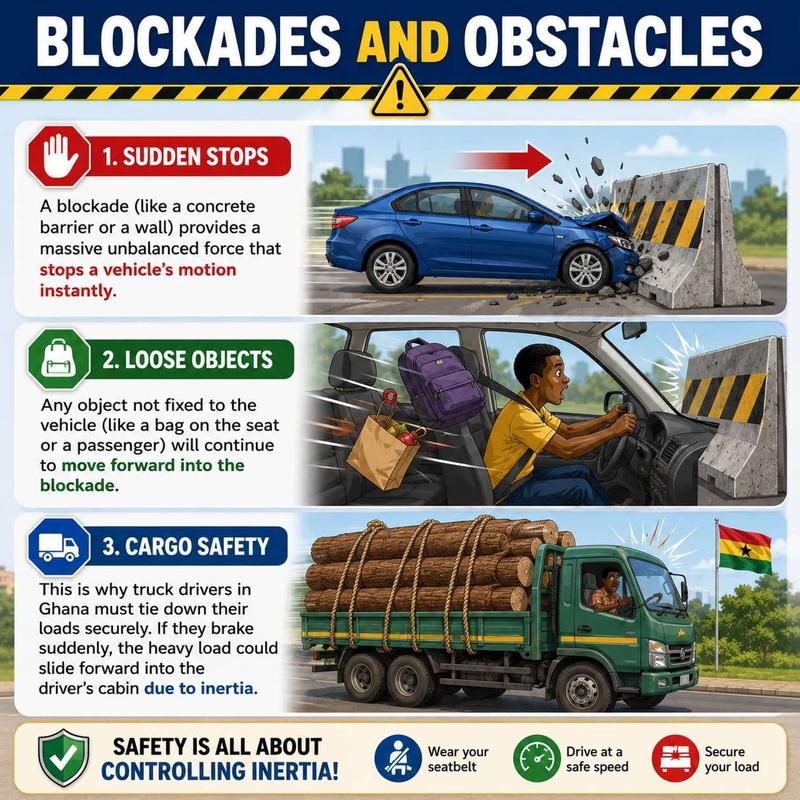 BLOCKADES AND OBSTACLES
1. SUDDEN STOPS
A blockade (like a concrete
barrier or a wall) provides a
massive unbalanced force that
stops a vehicle's motion
instantly.
2. LOOSE OBJECTS
Any object not fixed to the
vehicle (like a bag on the seat
or a passenger) will continue
to move forward into the
blockade.
3. CARGO SAFETY
This is why truck drivers in
Ghana must tie down their
loads securely. If they brake
suddenly, the heavy load could
slide forward into the
driver's cabin due to inertia.
SAFETY IS ALL ABOUT
CONTROLLING INERTIA!
Wear your
seatbelt
Drive at a
safe speed
Secure
your load